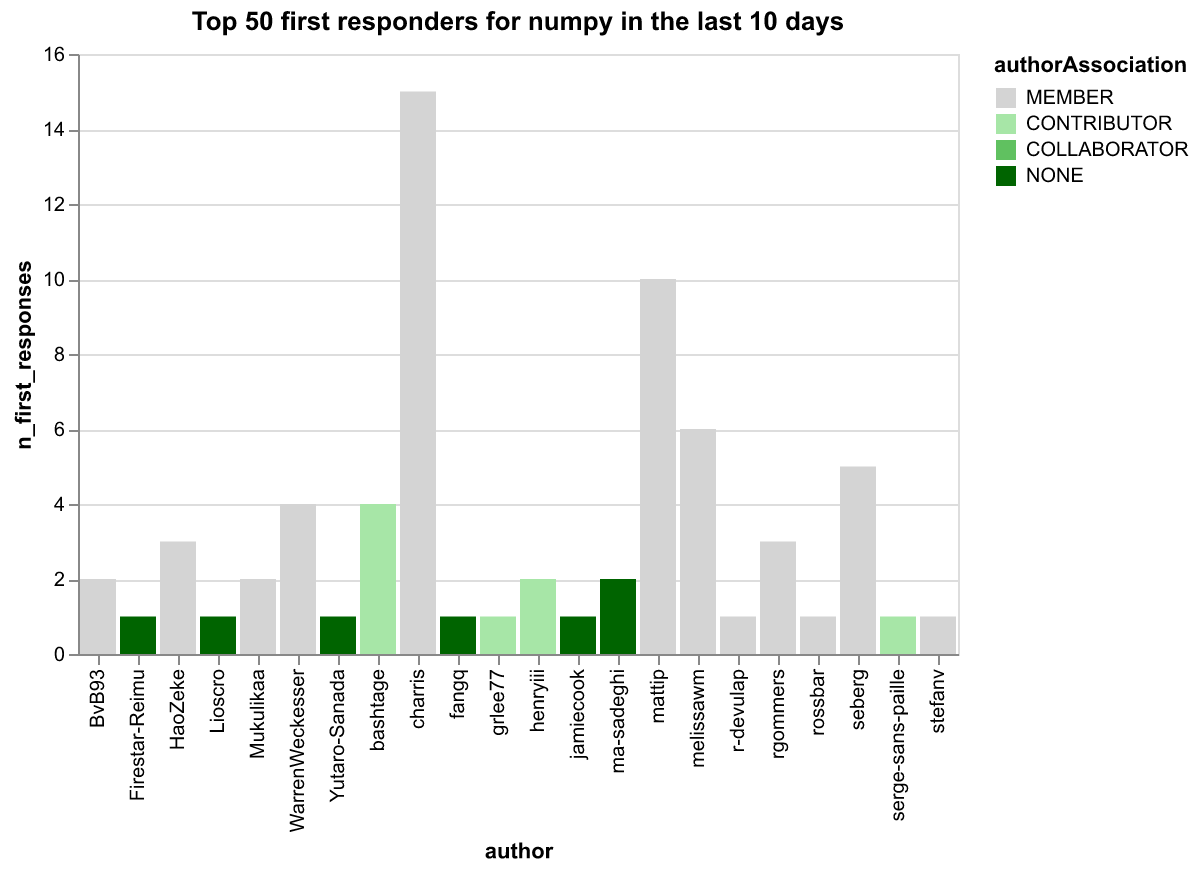 Top 50 first responders for numpy in the last 10 days
authorAssociation
MEMBER
CONTRIBUTOR
COLLABORATOR
NONE
n_first_responses
16
14
12
10
8
6
4
2
0
BvB93
Firestar-Reimu
HaoZeke
Lioscro
Mukulikaa
WarrenWeckesser
Yutaro-Sanada
bashtage
charris
fangq
grlee77
henryiii
jamiecook
ma-sadeghi
mattip
melissawm
r-devulap
rgommers
rossbar
seberg
serge-sans-paille
stefanv
author